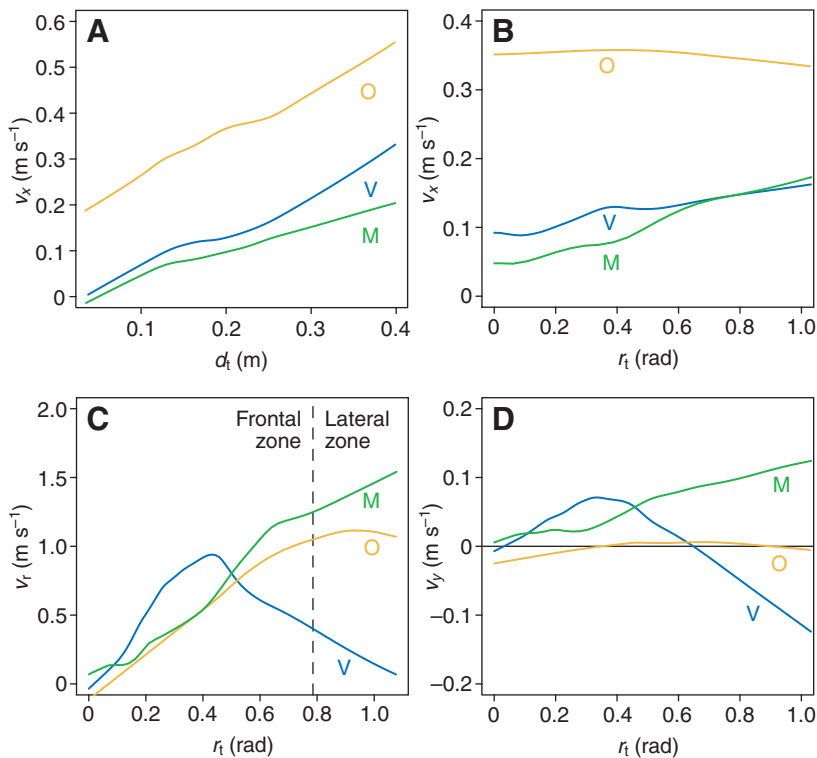 A
0.6
0.5
0.4
0.3
0.2
0.1
0
vx (m s−1)
O
V
M
0.1
0.2
0.3
0.4
dt (m)
B
0.4
0.3
0.2
0.1
0
vx (m s−1)
O
V
M
0
0.2
0.4
0.6
0.8
1.0
rt (rad)
C
2.0
1.5
1.0
0.5
0
vr (m s−1)
Frontal
zone
Lateral
zone
M
O
V
0
0.2
0.4
0.6
0.8
1.0
rt (rad)
D
0.2
0.1
0
−0.1
−0.2
vy (m s−1)
M
O
V
0
0.2
0.4
0.6
0.8
1.0
rt (rad)